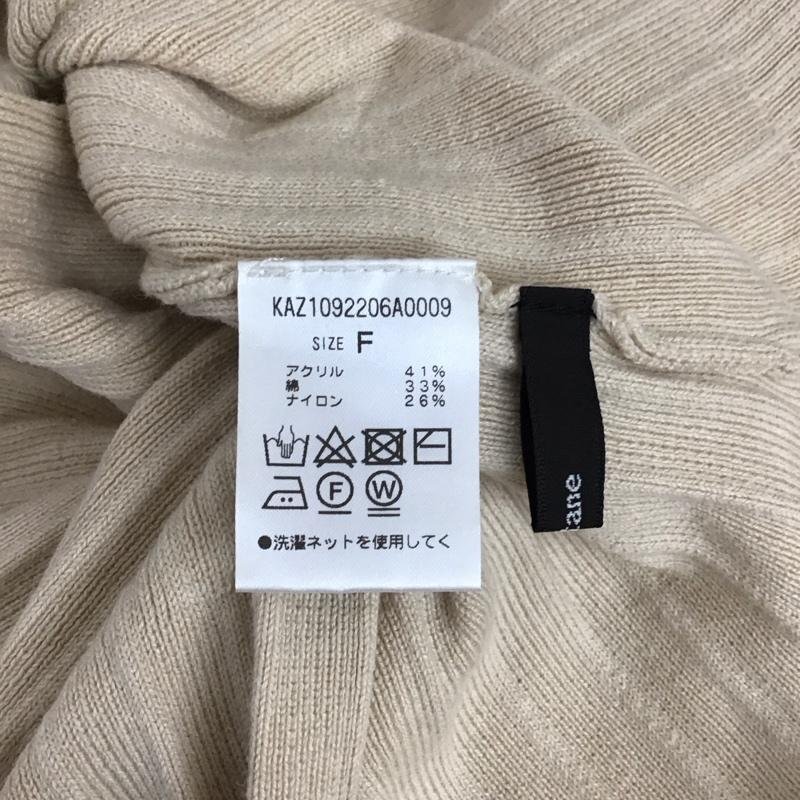 KAZ1092206A0009
SIZE F
アクリル 41%
綿 33%
ナイロン 26%
F W
●洗濯ネットを使用してく